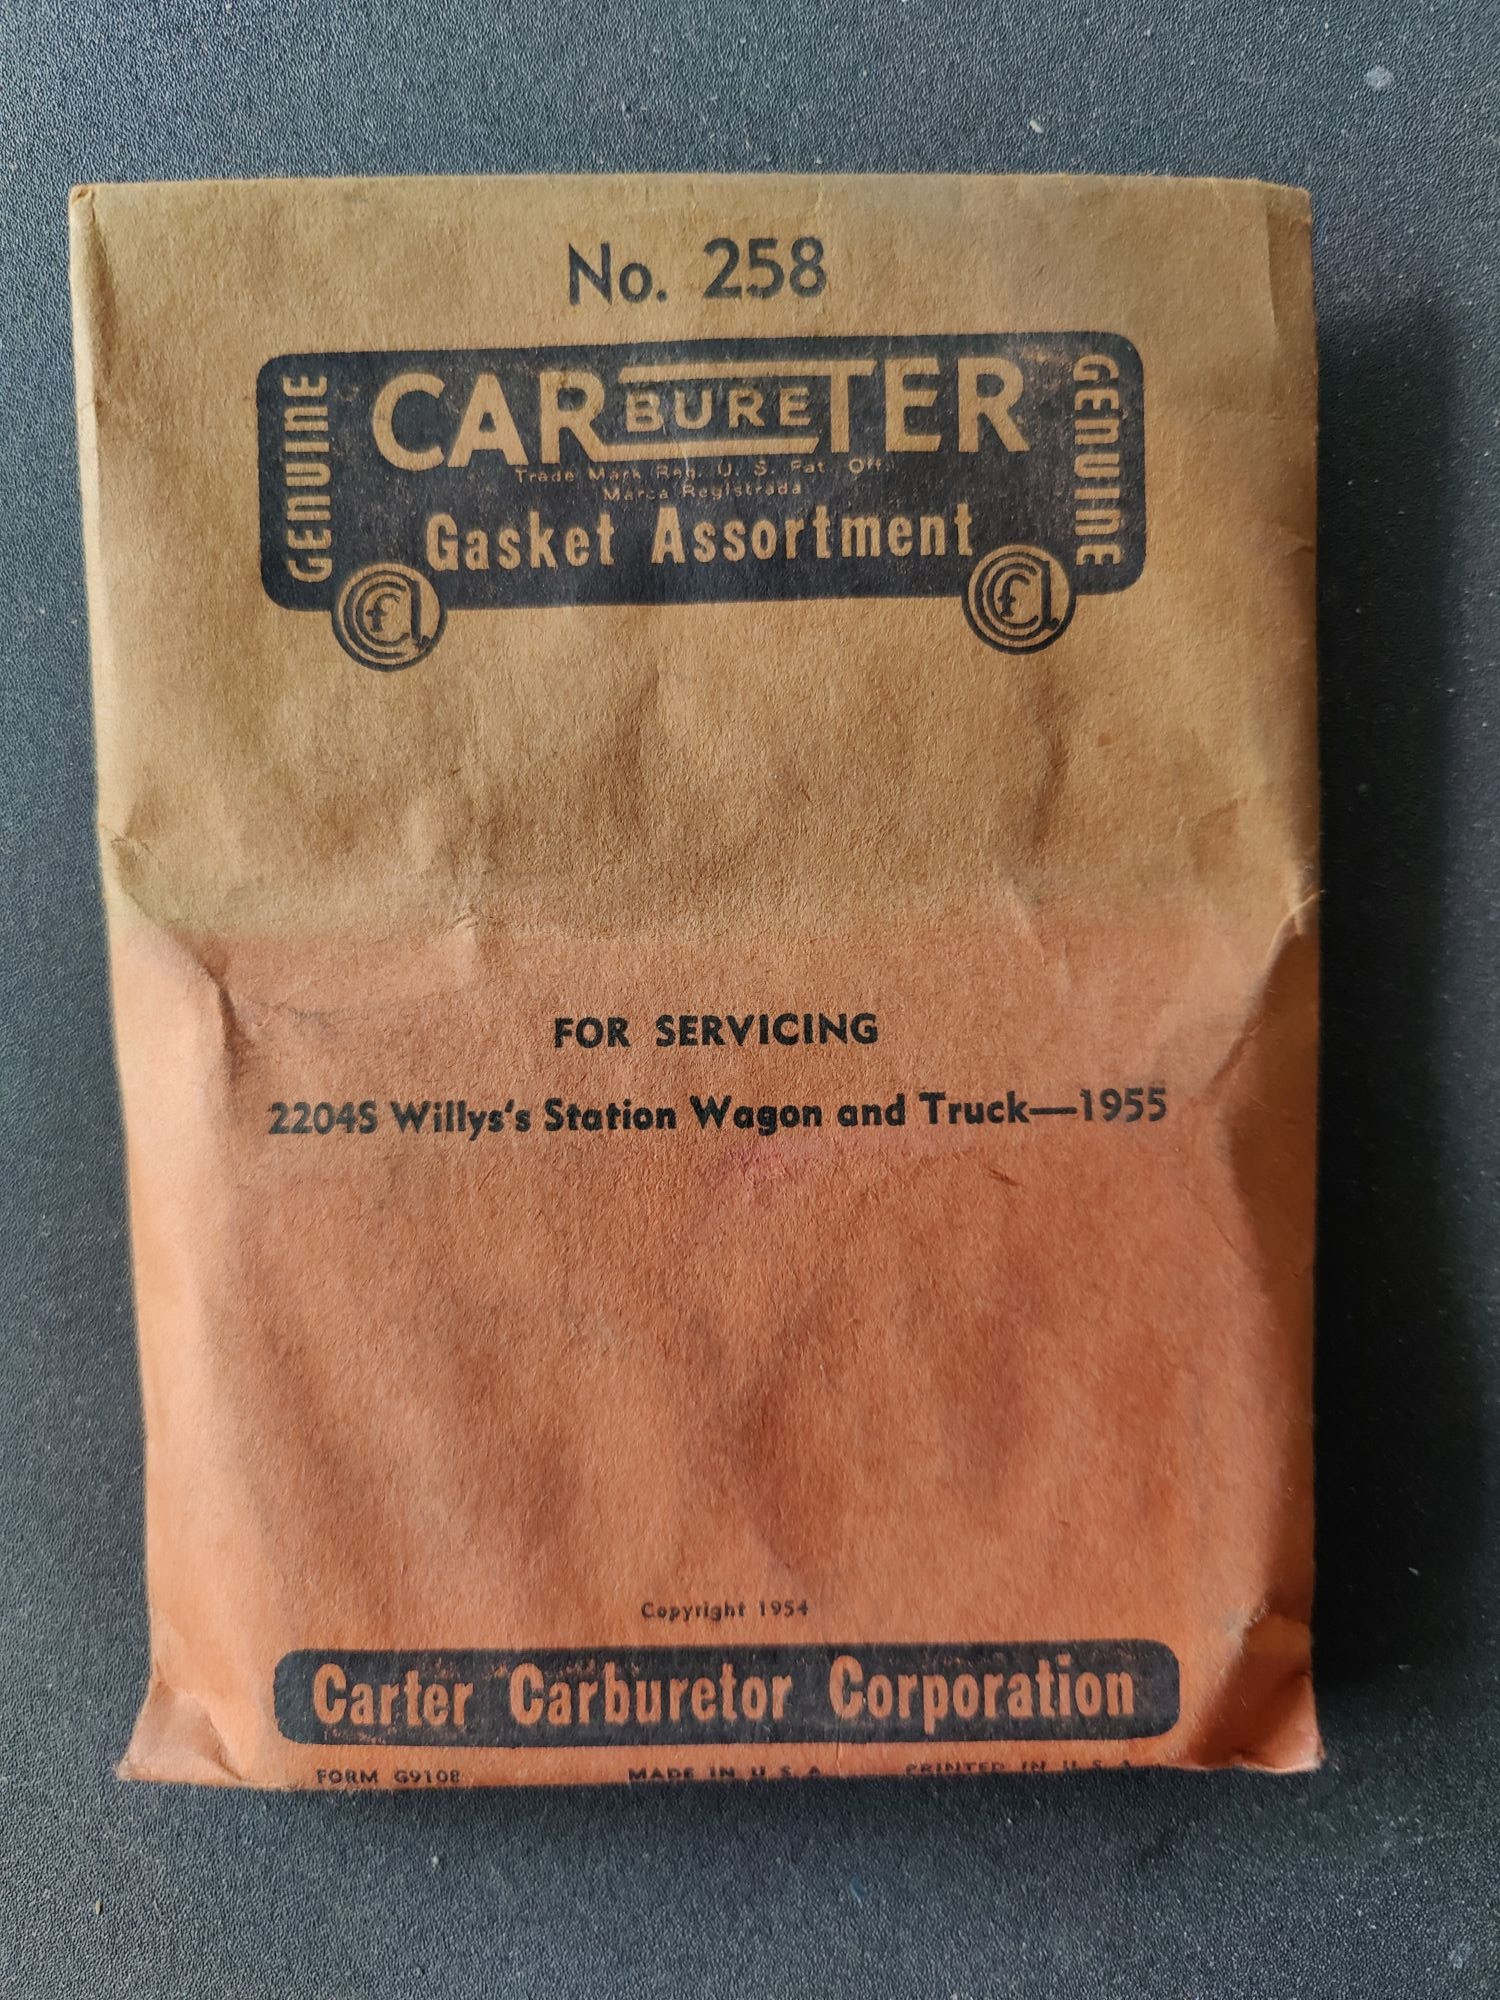 No. 258
GENUINE
CARBURETER
GENUINE
Trade Mark Reg. U. S. Pat. Off.
Marca Registrada
Gasket Assortment
FOR SERVICING
2204S Willys's Station Wagon and Truck—1955
Copyright 1954
Carter Carburetor Corporation
FORM G9108 MADE IN U S A PRINTED IN U. S. A.